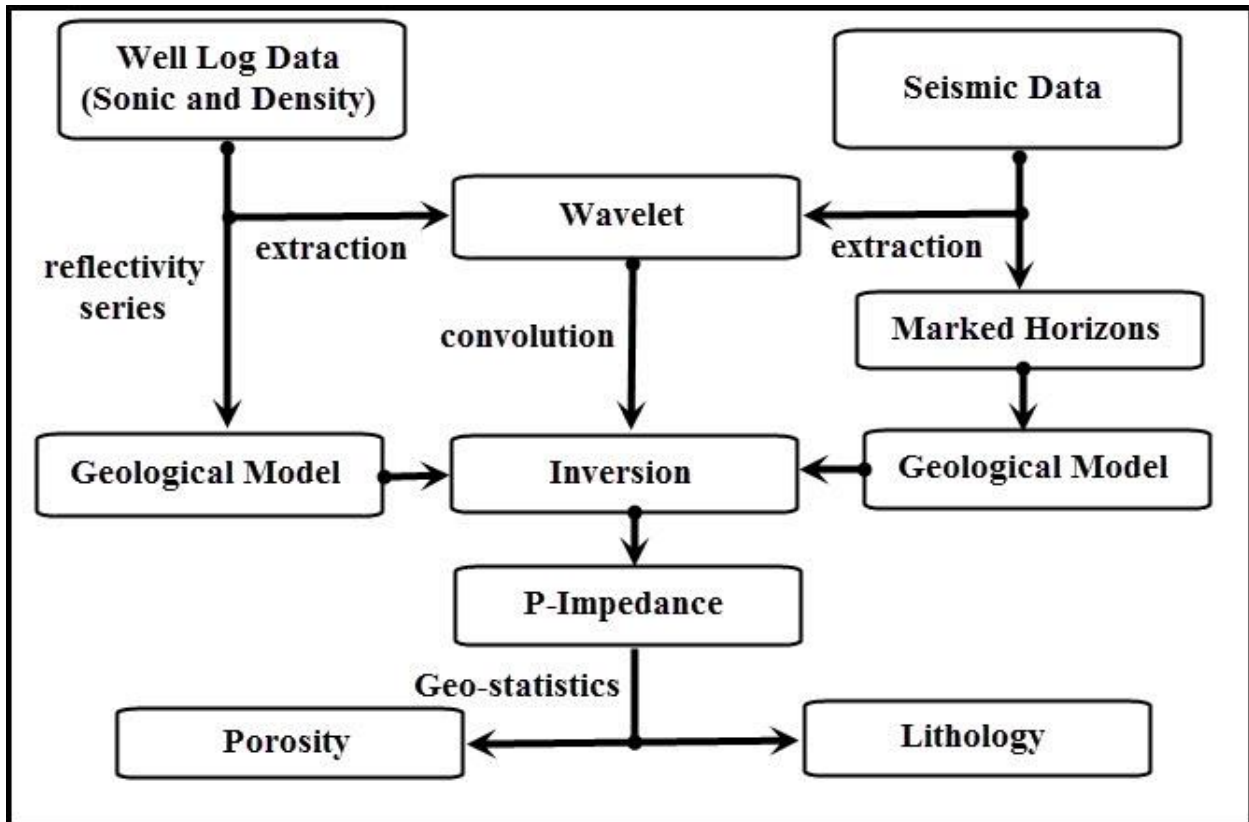 Well Log Data
(Sonic and Density)
Seismic Data
Wavelet
extraction
extraction
reflectivity
series
convolution
Marked Horizons
Geological Model
Inversion
Geological Model
P-Impedance
Geo-statistics
Porosity
Lithology